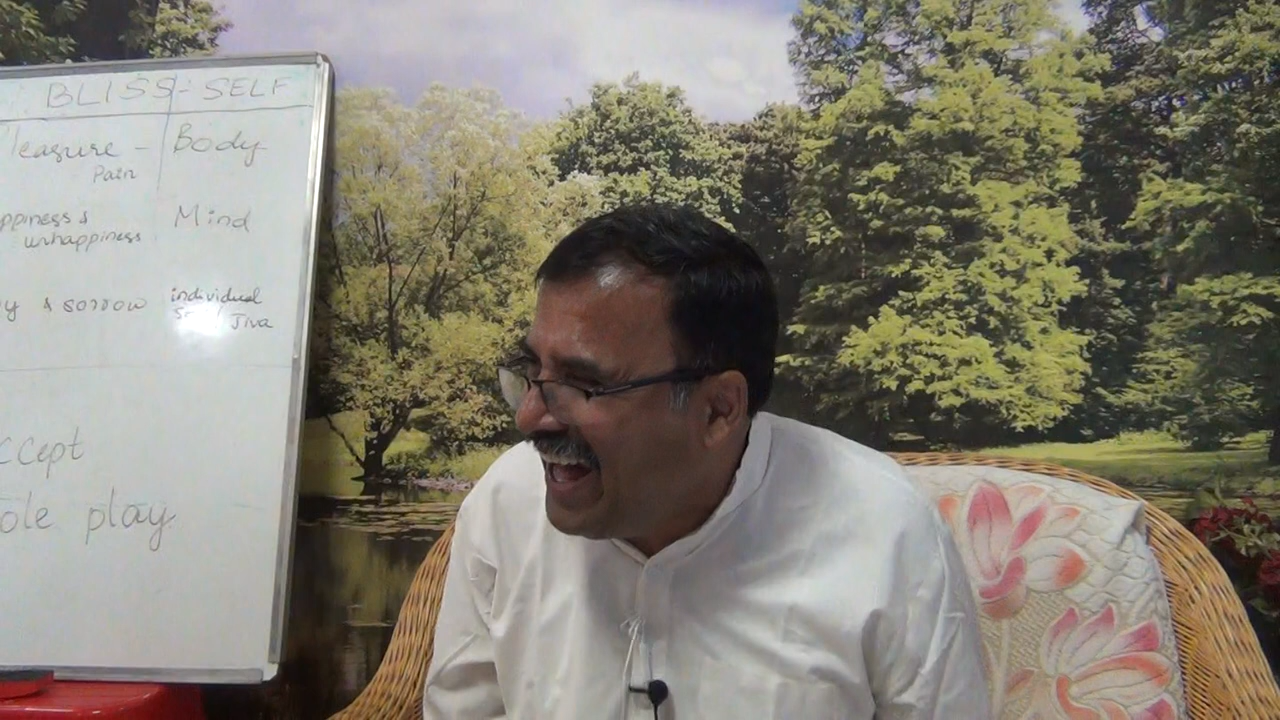 BLISS - SELF
leasure - Body
Pain
ppiness & Mind
unhappiness
y & sorrow individual
Jiva
ccept
ole play